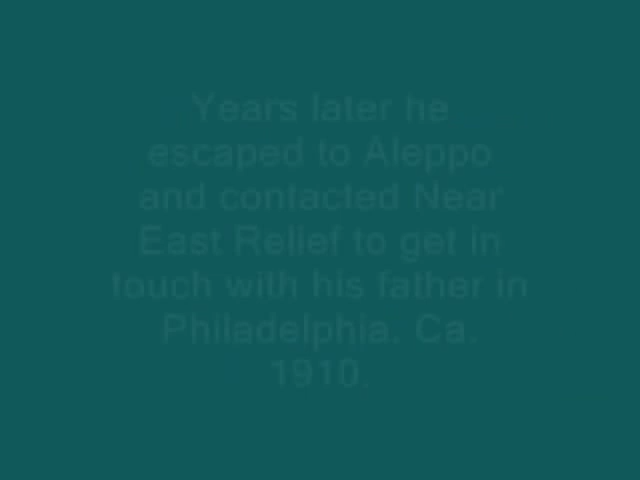 Years later he
escaped to Aleppo
and contacted Near
East Relief to get in
touch with his father in
Philadelphia. Ca.
1910.